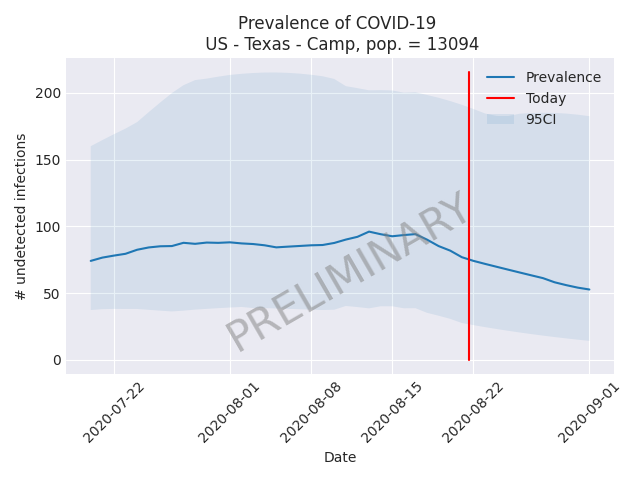 Prevalence of COVID-19
US - Texas - Camp, pop. = 13094
# undetected infections
200
150
100
50
0
Prevalence
Today
95CI
PRELIMINARY
2020-07-22
2020-08-01
2020-08-08
2020-08-15
2020-08-22
2020-09-01
Date